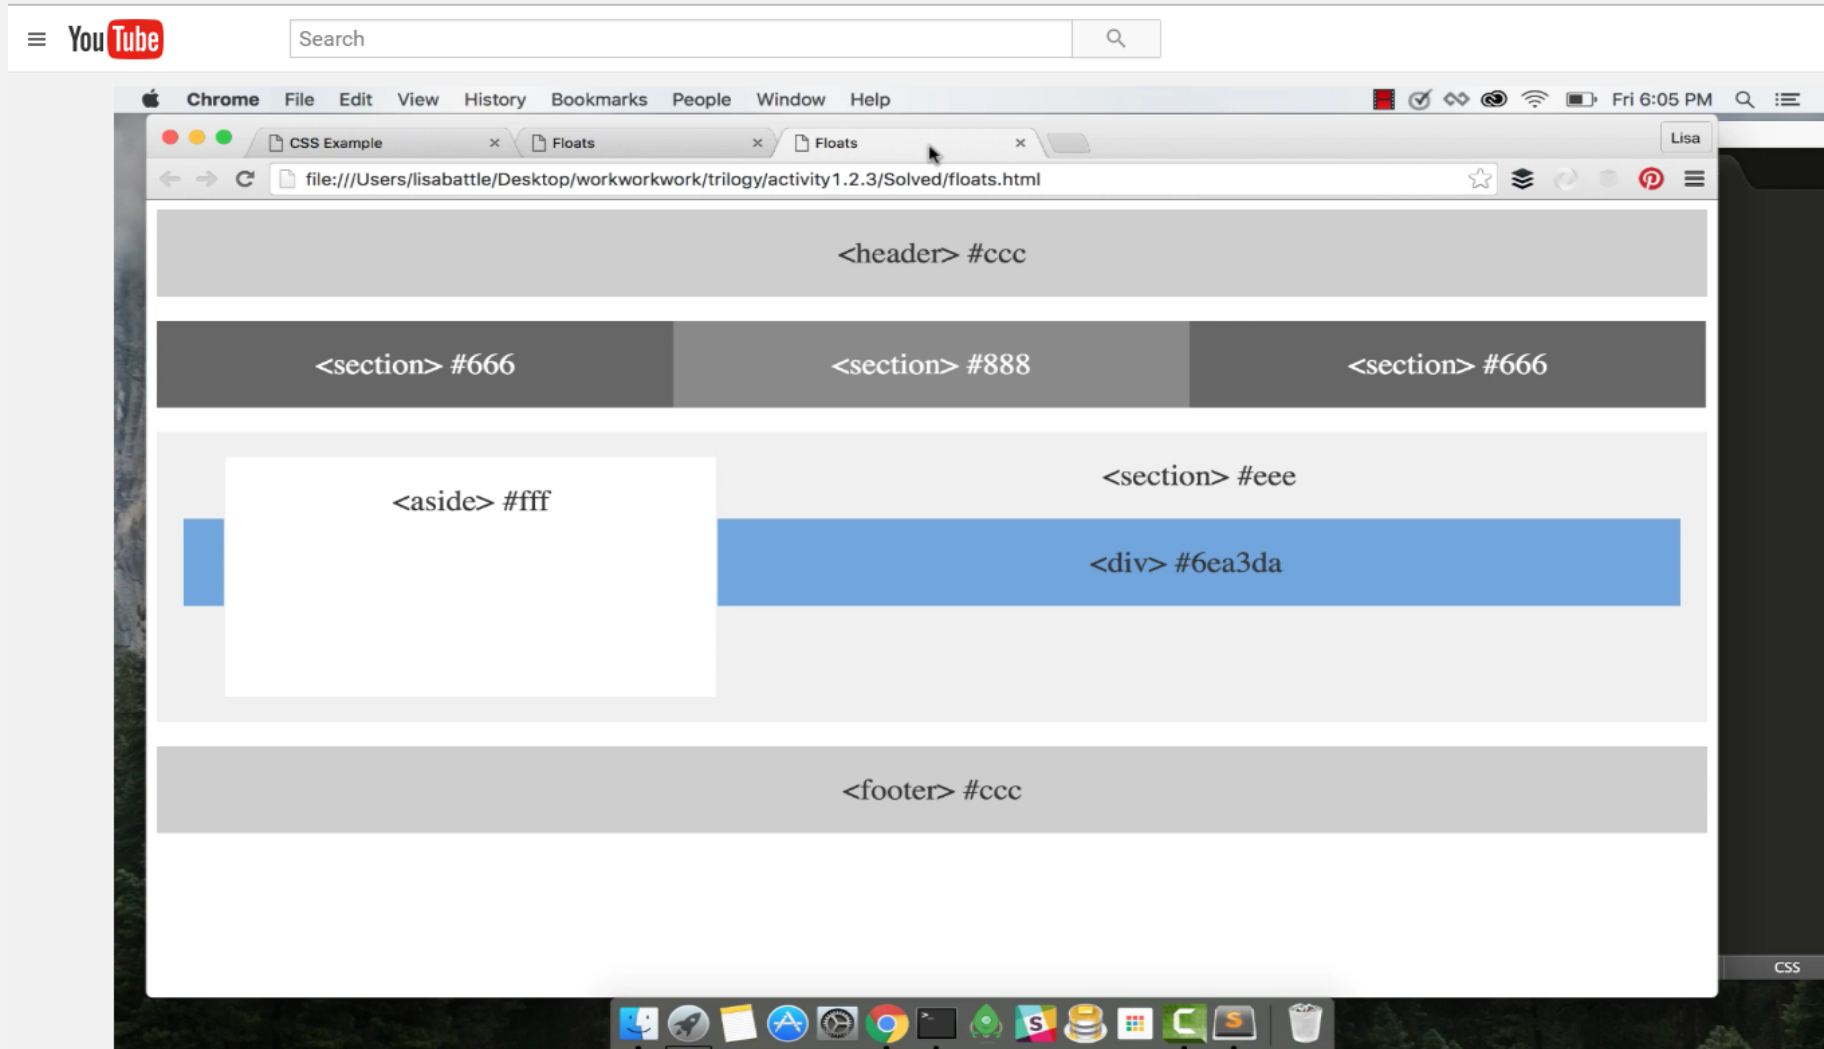 YouTube
Search
Chrome File Edit View History Bookmarks People Window Help Fri 6:05 PM
CSS Example Floats Floats Lisa
file:///Users/lisabattle/Desktop/workworkwork/trilogy/activity1.2.3/Solved/floats.html
<header> #ccc
<section> #666 <section> #888 <section> #666
<section> #eee
<aside> #fff
<div> #6ea3da
<footer> #ccc
CSS